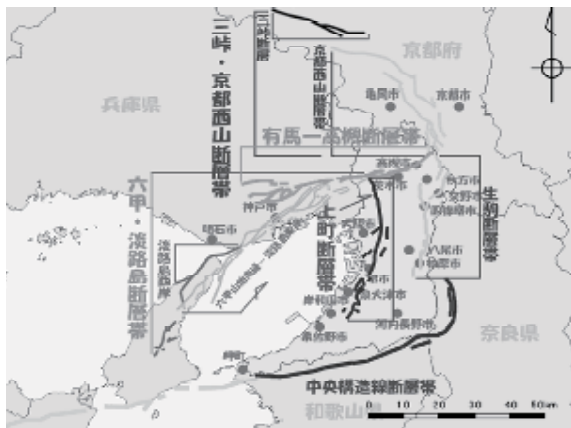 三峠・京都西山断層帯
三峠断層
京都西山断層帯
京都府
兵庫県
亀岡市
京都市
有馬－高槻断層帯
高槻市
茨木市
枚方市
交野市
生駒断層帯
六甲・淡路島断層帯
神戸市
明石市
淡路島西岸
上町断層帯
八尾市
柏原市
岸和田市
泉大津市
河内長野市
泉佐野市
岬町
奈良県
中央構造線断層帯
和歌山
0 10 20 30 40 50km